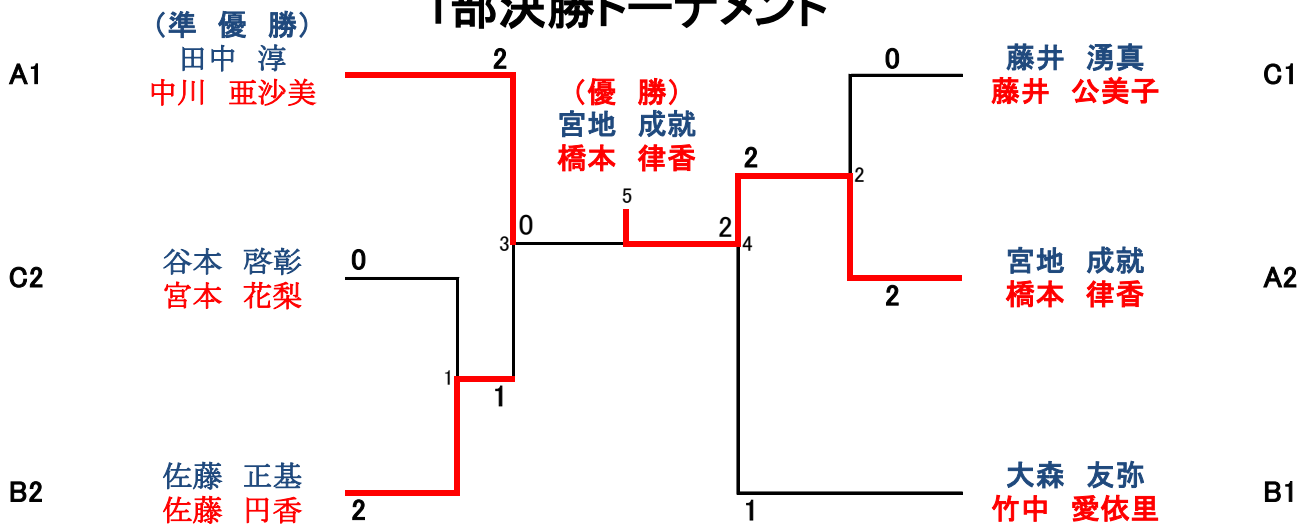 1部決勝トーナメント
(準 優 勝)
A1
田中 淳
中川 亜沙美
2
(優 勝)
宮地 成就
橋本 律香
5
0
藤井 湧真
藤井 公美子
C1
2
2
3
0
2
4
C2
谷本 啓彰
宮本 花梨
0
宮地 成就
橋本 律香
A2
2
1
1
B2
佐藤 正基
佐藤 円香
2
大森 友弥
竹中 愛依里
B1
1